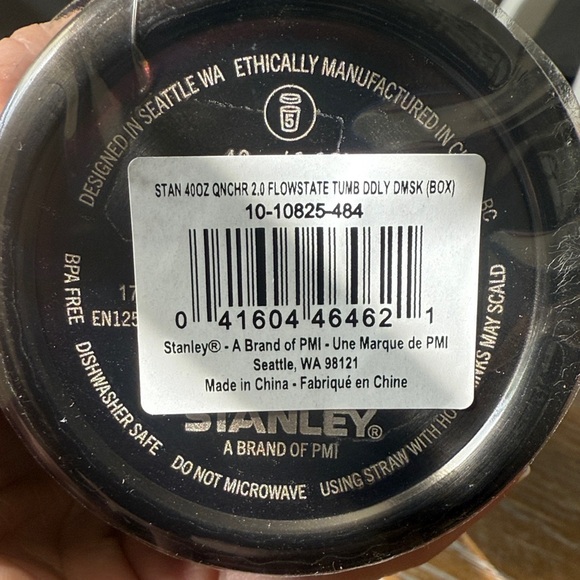 DESIGNED IN SEATTLE WA ETHICALLY MANUFACTURED IN
5
STAN 40OZ QNCHR 2.0 FLOWSTATE TUMB DDLY DMSK (BOX)
10-10825-484
0 41604 46462 1
Stanley® - A Brand of PMI - Une Marque de PMI
Seattle, WA 98121
Made in China - Fabriqué en Chine
17
EN125
STANLEY®
A BRAND OF PMI
BPA FREE DISHWASHER SAFE DO NOT MICROWAVE USING STRAW WITH MAY SCALD